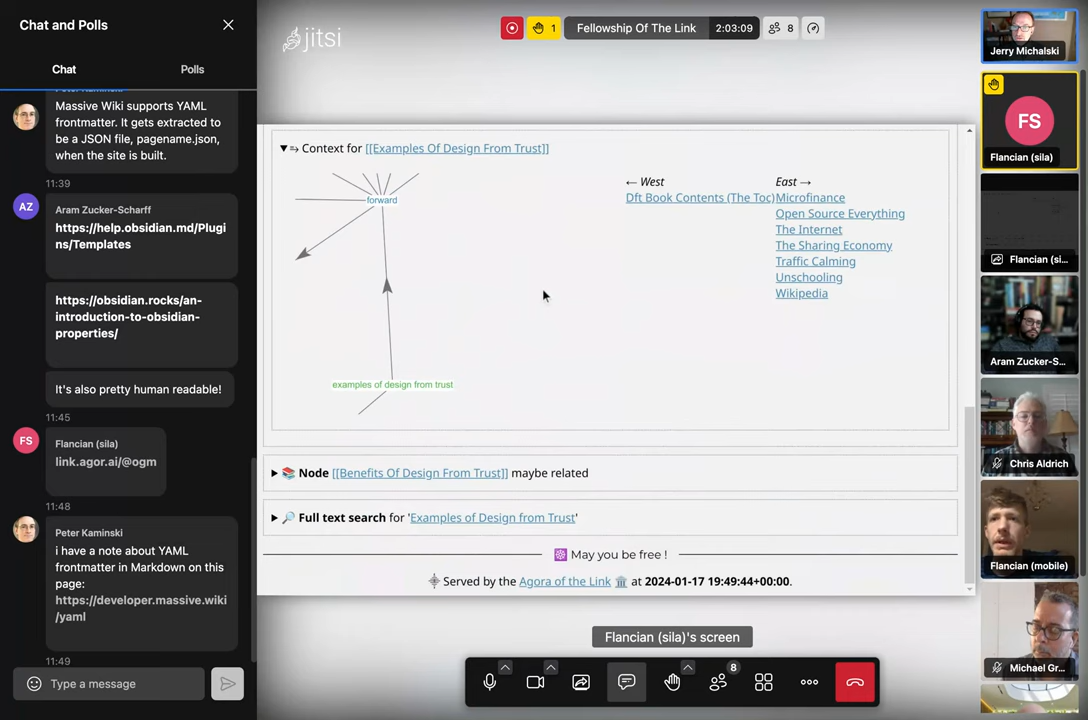 Chat and Polls
Chat
Polls
Massive Wiki supports YAML
frontmatter. It gets extracted to
be a JSON file, pagename.json,
when the site is built.
11:39
AZ
Aram Zucker-Scharff
https://help.obsidian.md/Plugi
ns/Templates
https://obsidian.rocks/an-
introduction-to-obsidian-
properties/
It's also pretty human readable!
11:45
FS
Flancian (sila)
link.agor.ai/@ogm
11:48
Peter Kaminski
i have a note about YAML
frontmatter in Markdown on this
page:
https://developer.massive.wiki
/yaml
11:49
Type a message
jitsi
1
Fellowship Of The Link
2:03:09
8
Context for [[Examples Of Design From Trust]]
forward
examples of design from trust
← West
Dft Book Contents (The Toc)
East →
Microfinance
Open Source Everything
The Internet
The Sharing Economy
Traffic Calming
Unschooling
Wikipedia
Node [[Benefits Of Design From Trust]] maybe related
Full text search for 'Examples of Design from Trust'
May you be free !
Served by the Agora of the Link at 2024-01-17 19:49:44+00:00.
Flancian (sila)'s screen
8
Jerry Michalski
FS
Flancian (sila)
Flancian (si...
Aram Zucker-S...
Chris Aldrich
Flancian (mobile)
Michael Gr...